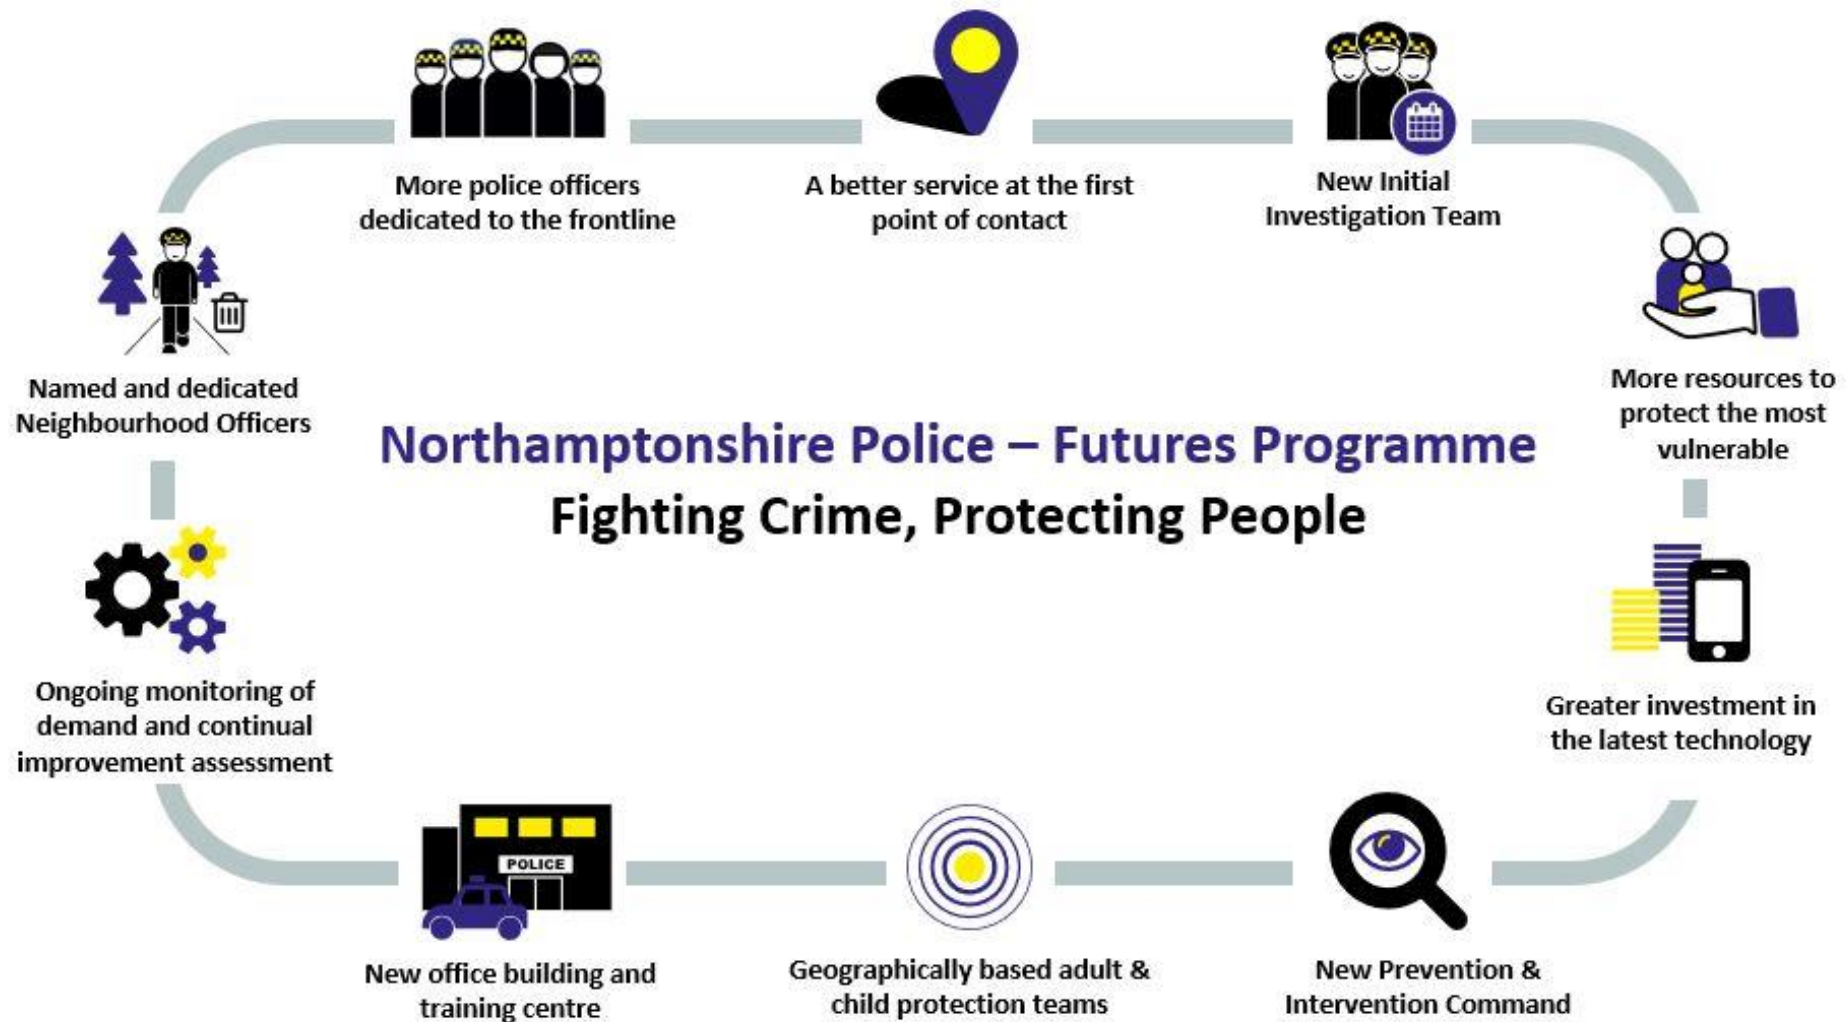 More police officers
dedicated to the frontline
A better service at the first
point of contact
New Initial
Investigation Team
More resources to
protect the most
vulnerable
Greater investment in
the latest technology
New Prevention &
Intervention Command
Geographically based adult &
child protection teams
POLICE
New office building and
training centre
Ongoing monitoring of
demand and continual
improvement assessment
Named and dedicated
Neighbourhood Officers
Northamptonshire Police – Futures Programme
Fighting Crime, Protecting People